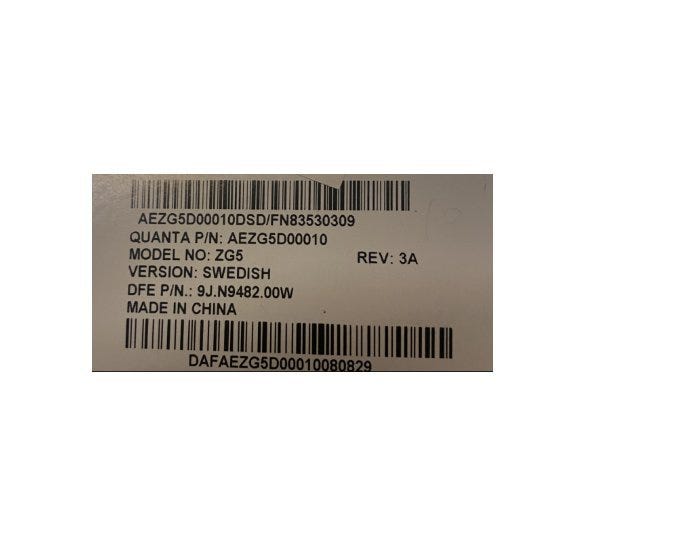 AEZG5D00010DSD/FN83530309
QUANTA P/N: AEZG5D00010
MODEL NO: ZG5 REV: 3A
VERSION: SWEDISH
DFE P/N.: 9J.N9482.00W
MADE IN CHINA
DAFAEZG5D00010080829